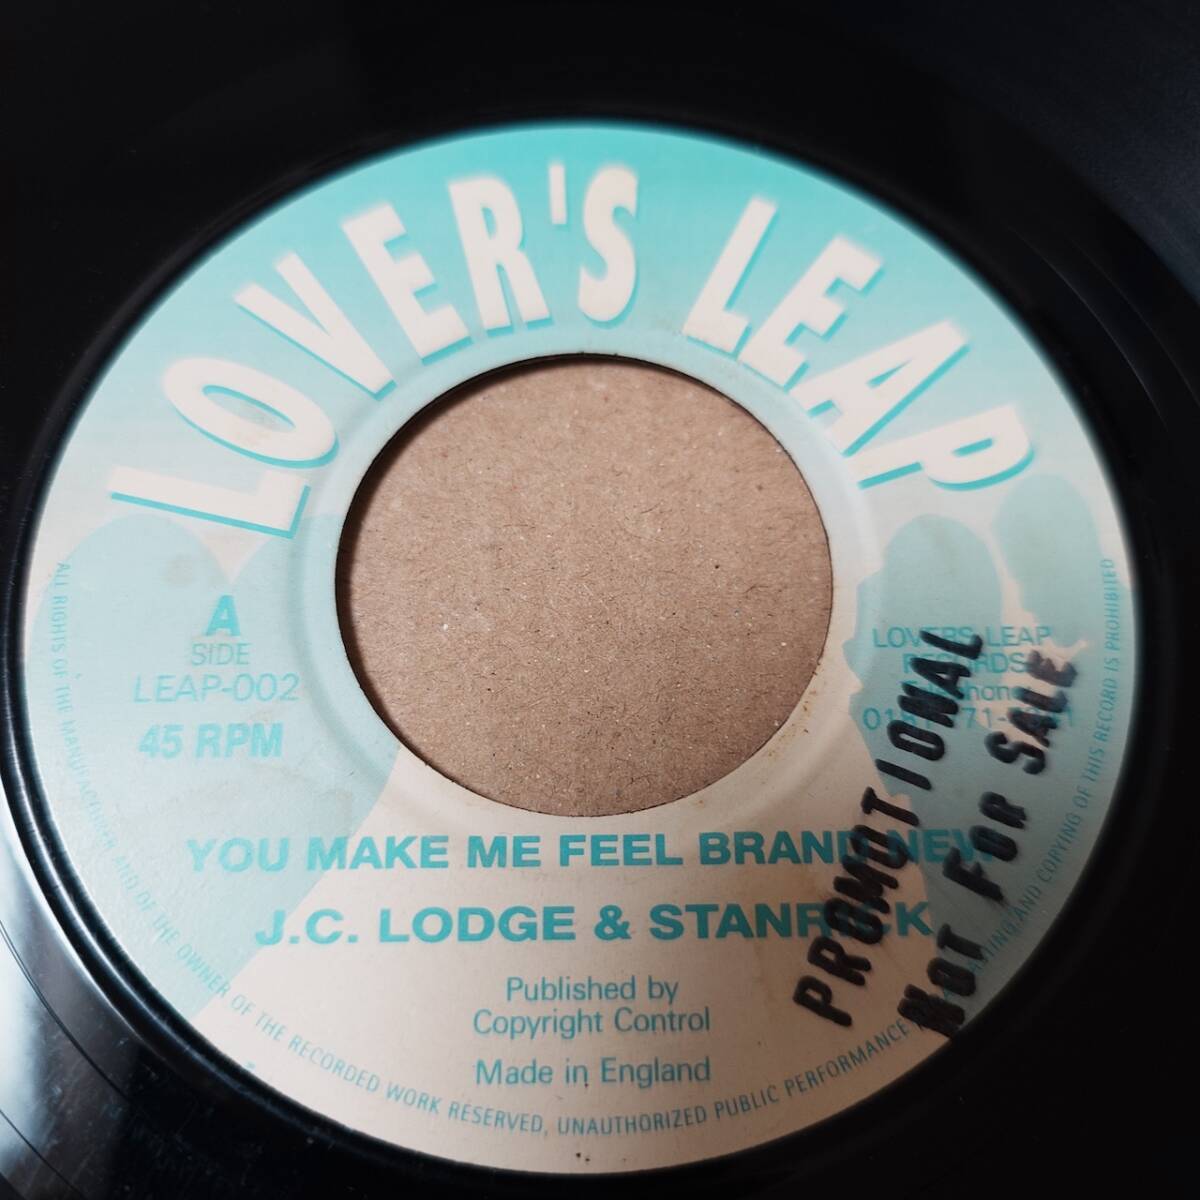 LOVER'S LEAP
A
SIDE
LEAP-002
45 RPM
LOVERS LEAP
RECORDS
Telephone
YOU MAKE ME FEEL BRAND NEW
J.C. LODGE & STANRICK
Published by
Copyright Control
Made in England
PROMOTIONAL
NOT FOR SALE
ALL RIGHTS OF THE MANUFACTURER AND OF THE OWNER OF THE RECORDED WORK RESERVED, UNAUTHORIZED PUBLIC PERFORMANCE AND COPYING OF THIS RECORD IS PROHIBITED